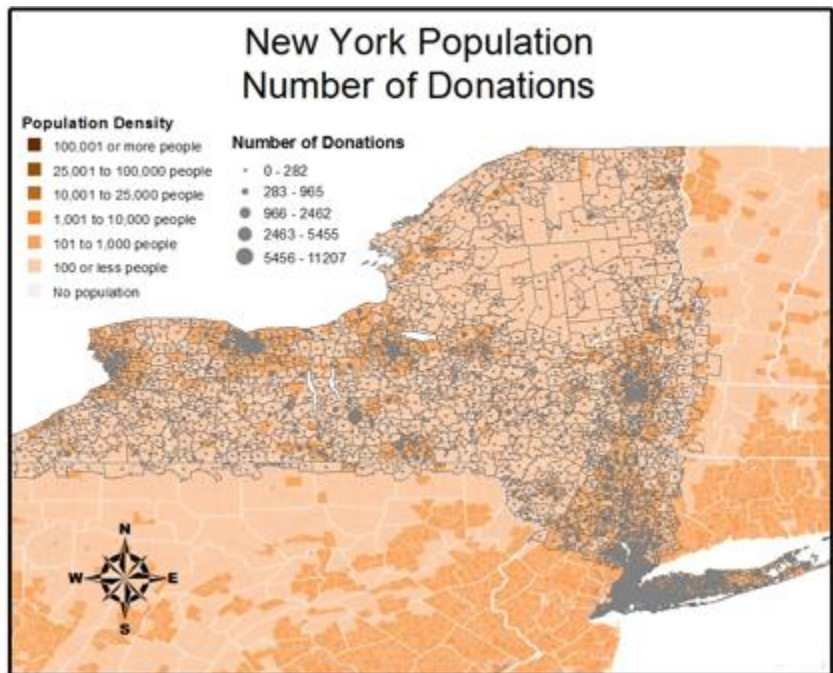 New York Population
Number of Donations
Population Density
100,001 or more people
25,001 to 100,000 people
10,001 to 25,000 people
1,001 to 10,000 people
101 to 1,000 people
100 or less people
No population
Number of Donations
0 - 282
283 - 965
966 - 2462
2463 - 5455
5456 - 11207
N
W E
S